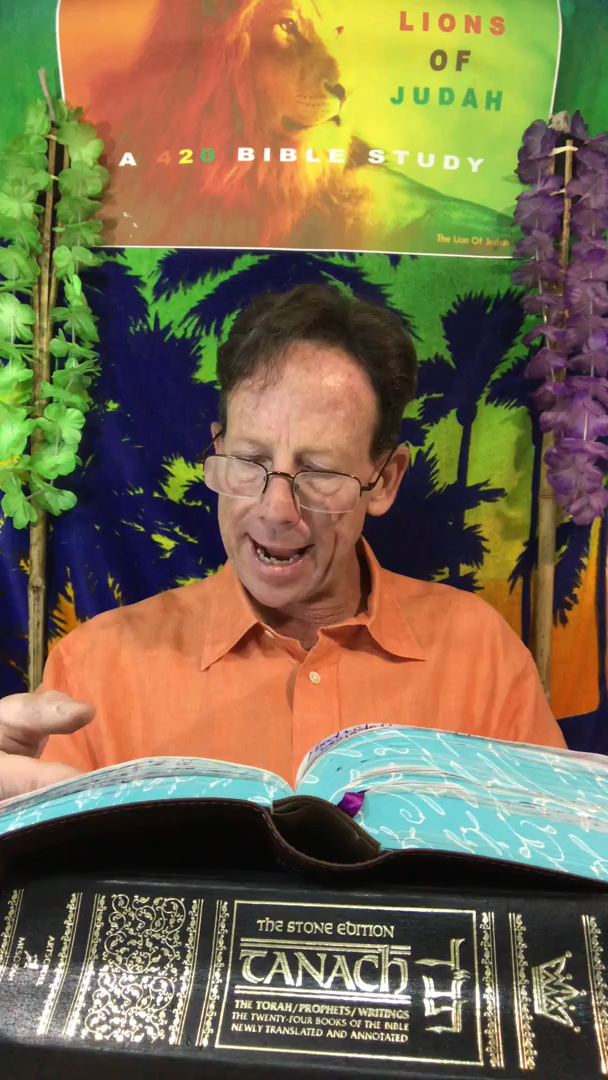 LIONS
OF
JUDAH
A 420 BIBLE STUDY
The Lion Of Judah
THE STONE EDITION
TANACH
THE TORAH/PROPHETS/WRITINGS
THE TWENTY-FOUR BOOKS OF THE BIBLE
NEWLY TRANSLATED AND ANNOTATED